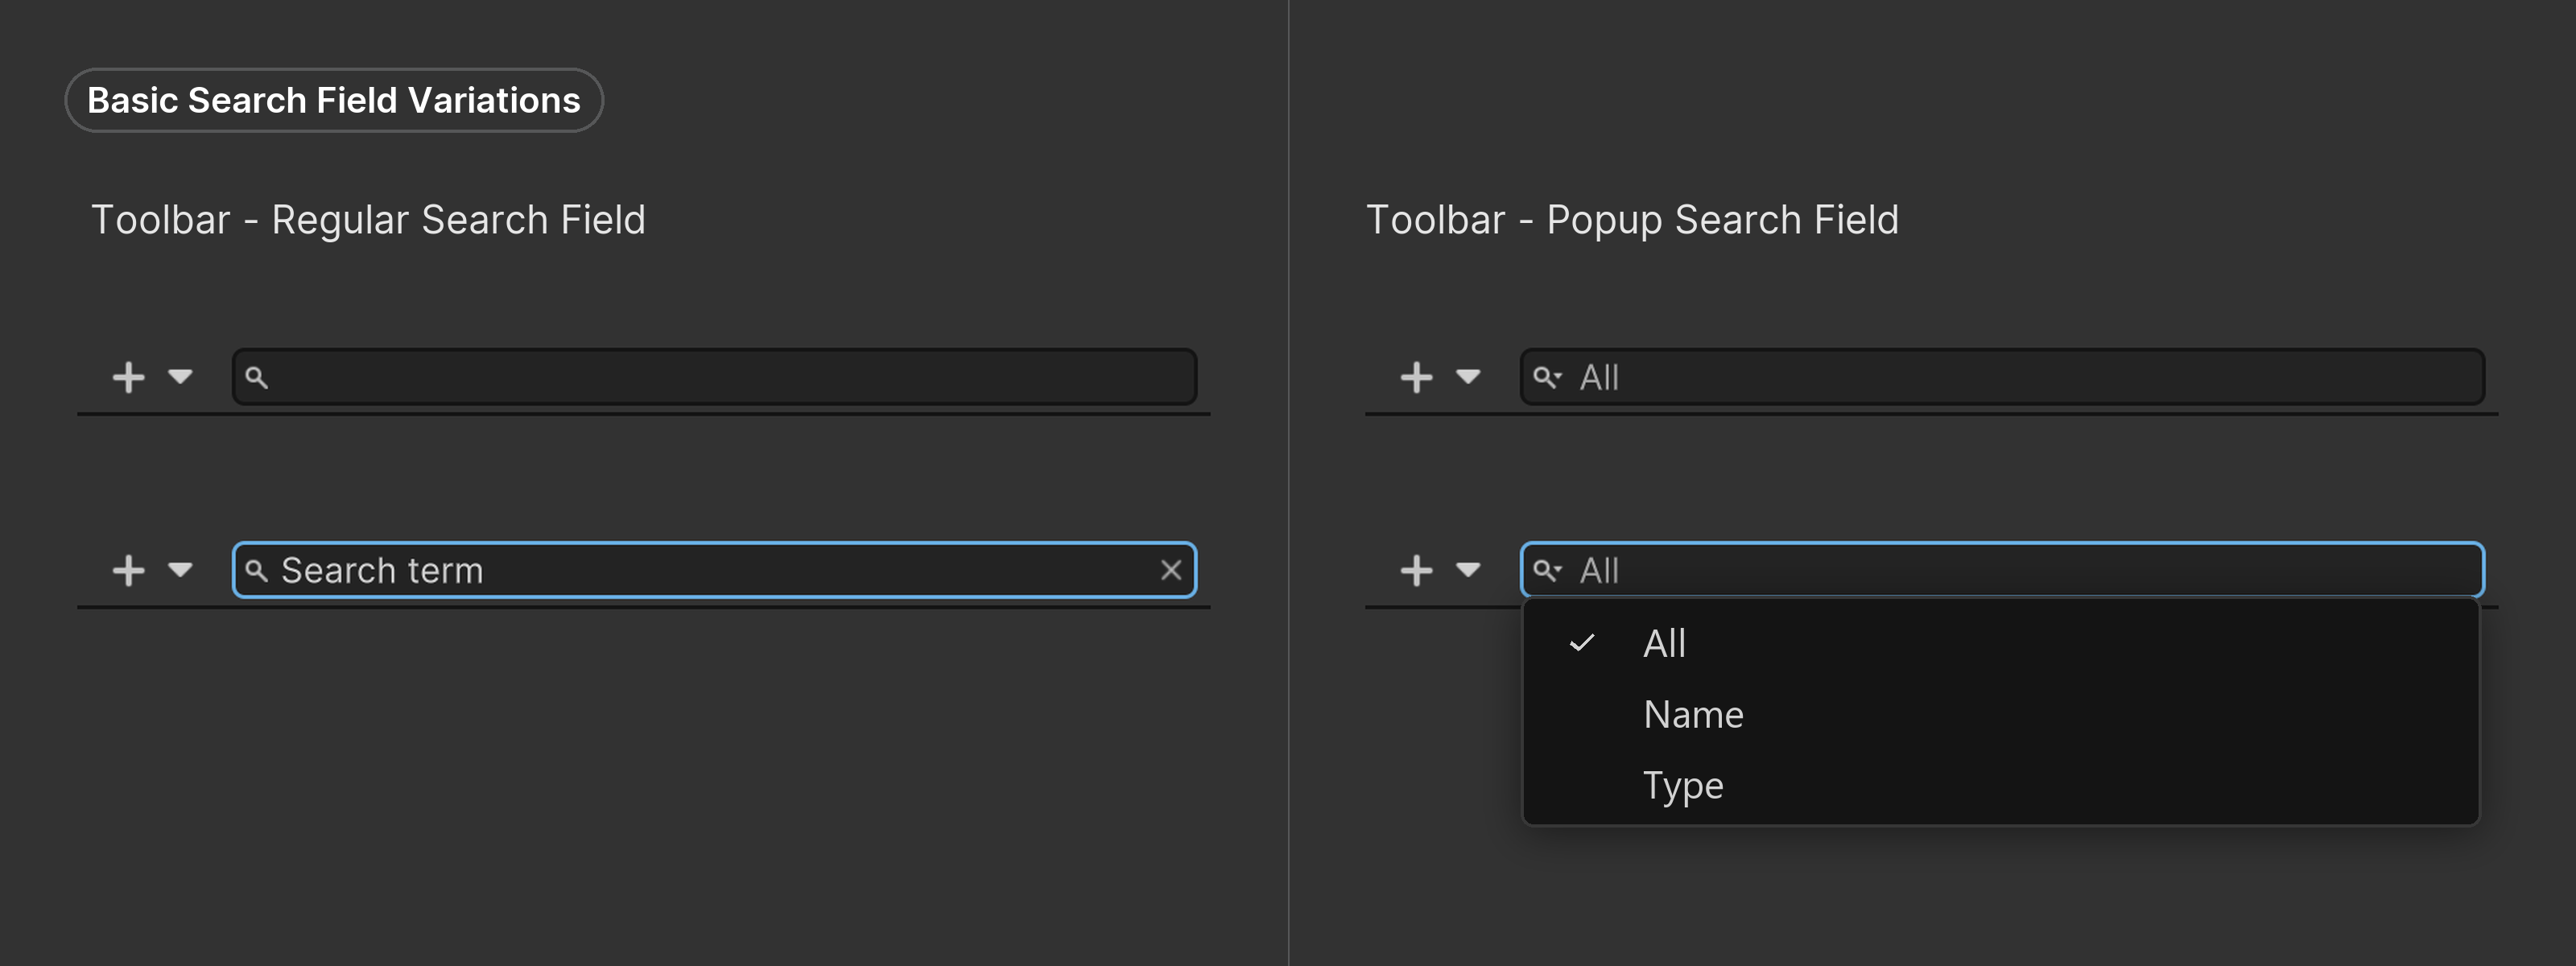 Basic Search Field Variations
Toolbar - Regular Search Field
Search term
Toolbar - Popup Search Field
All
All
All
Name
Type